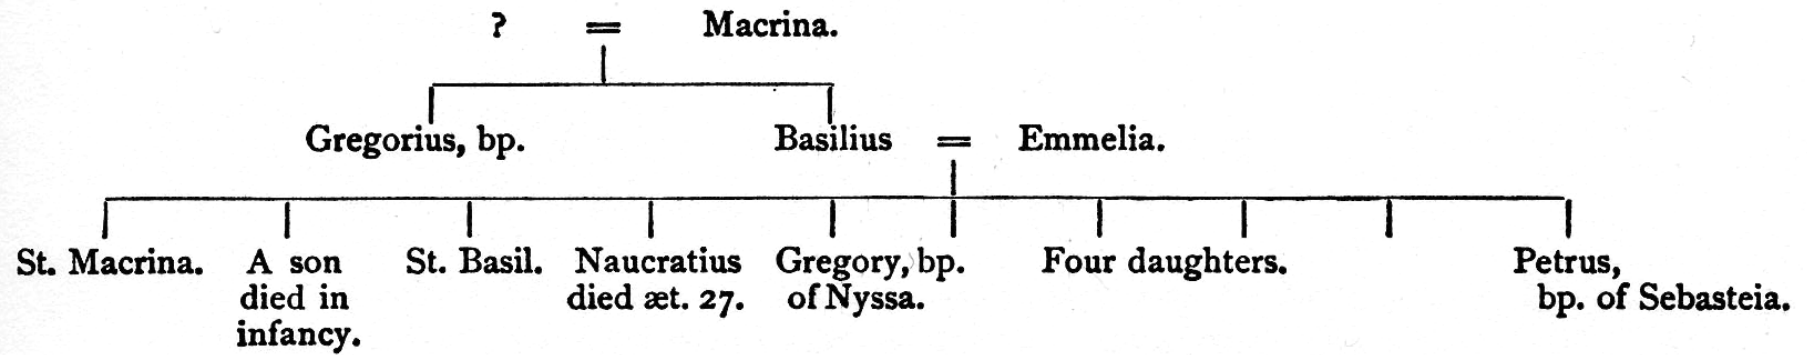 ? = Macrina.
Gregorius, bp. Basilius = Emmelia.
St. Macrina. A son St. Basil. Naucratius Gregory, bp. Four daughters. Petrus,
died in died æt. 27. of Nyssa. bp. of Sebasteia.
infancy.